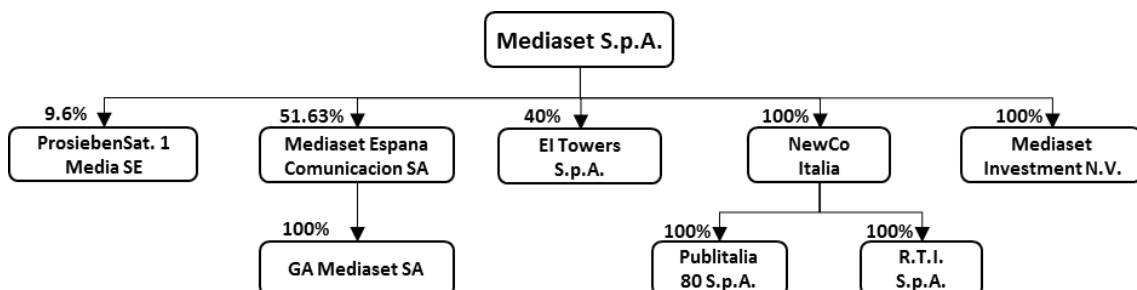 Mediaset S.p.A.
9.6%
51.63%
40%
100%
100%
ProsiebenSat. 1
Media SE
Mediaset Espana
Comunicacion SA
EI Towers
S.p.A.
NewCo
Italia
Mediaset
Investment N.V.
100%
100%
100%
GA Mediaset SA
Publitalia
80 S.p.A.
R.T.I.
S.p.A.